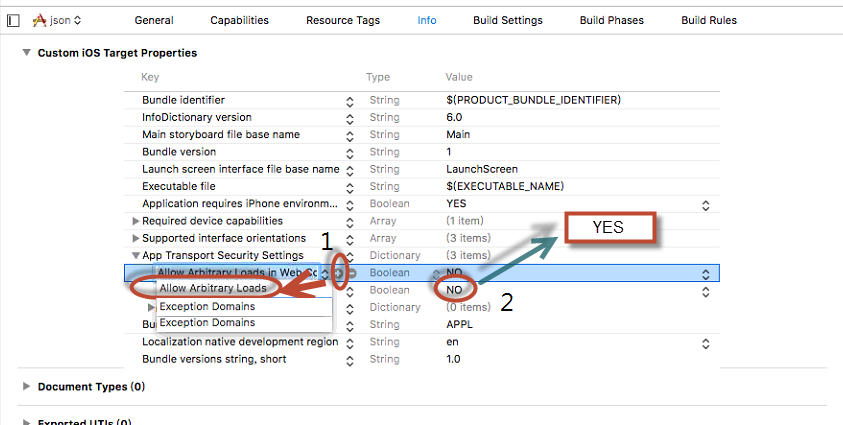 json General Capabilities Resource Tags Info Build Settings Build Phases Build Rules
Custom iOS Target Properties
Key Type Value
Bundle identifier String $(PRODUCT_BUNDLE_IDENTIFIER)
InfoDictionary version String 6.0
Main storyboard file base name String Main
Bundle version String 1
Launch screen interface file base name String LaunchScreen
Executable file String $(EXECUTABLE_NAME)
Application requires iPhone environm... Boolean YES
Required device capabilities Array (1 item)
YES
Supported interface orientations Array (3 items)
1
App Transport Security Settings Dictionary (3 items)
Allow Arbitrary Loads in Web Co Boolean NO
Allow Arbitrary Loads Boolean NO
2
Exception Domains Dictionary (0 items)
Exception Domains
Bu String APPL
Localization native development region String en
Bundle versions string, short String 1.0
Document Types (0)
Exported UTIs (0)